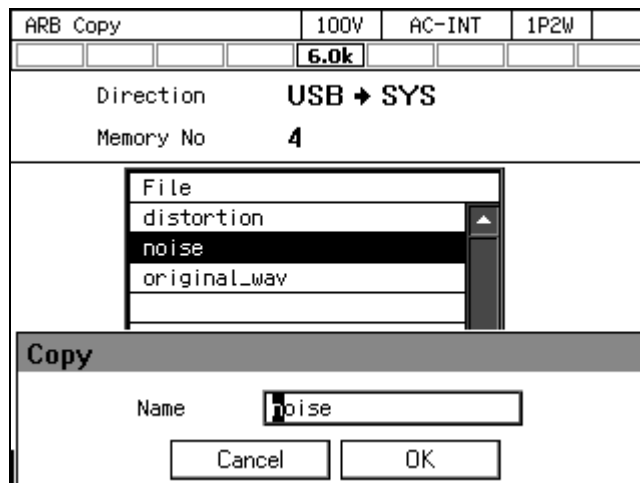 ARB Copy 100V AC-INT 1P2W
6.0k
Direction USB → SYS
Memory No 4
File
distortion
noise
original_wav
Copy
Name noise
Cancel OK